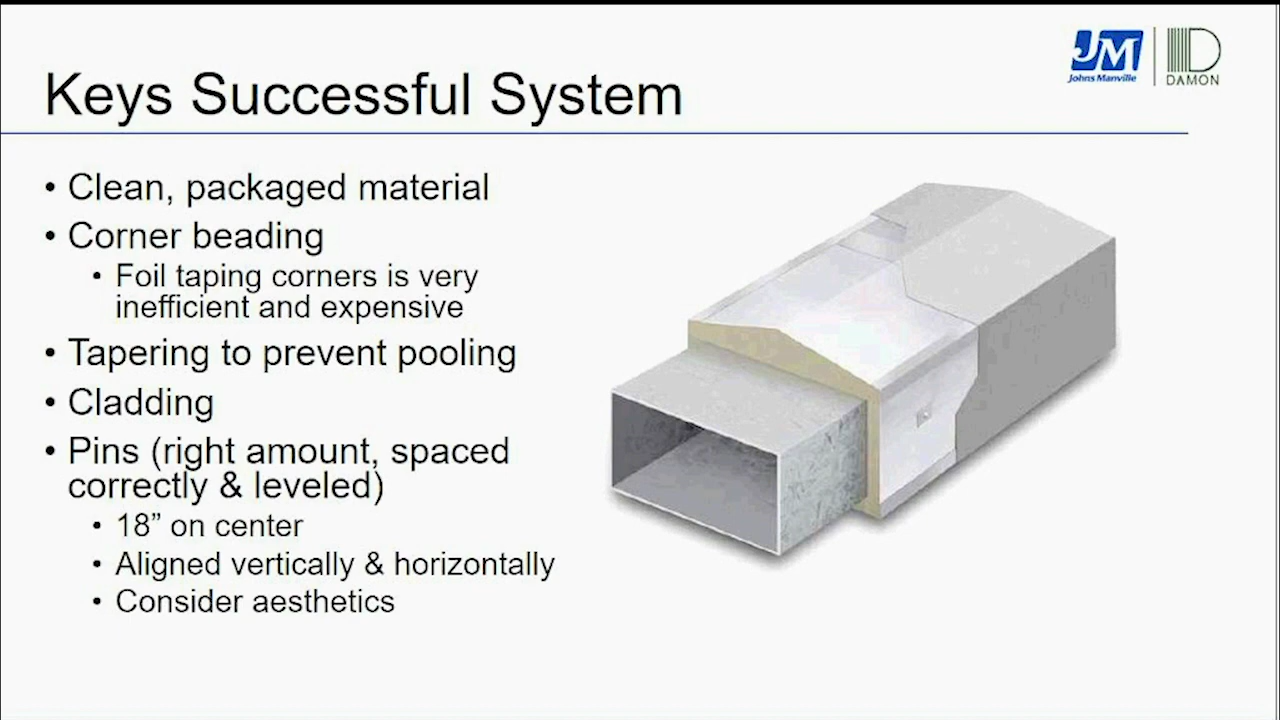 JM
Johns Manville
D
DAMON
Keys Successful System
• Clean, packaged material
• Corner beading
• Foil taping corners is very
inefficient and expensive
• Tapering to prevent pooling
• Cladding
• Pins (right amount, spaced
correctly & leveled)
• 18” on center
• Aligned vertically & horizontally
• Consider aesthetics